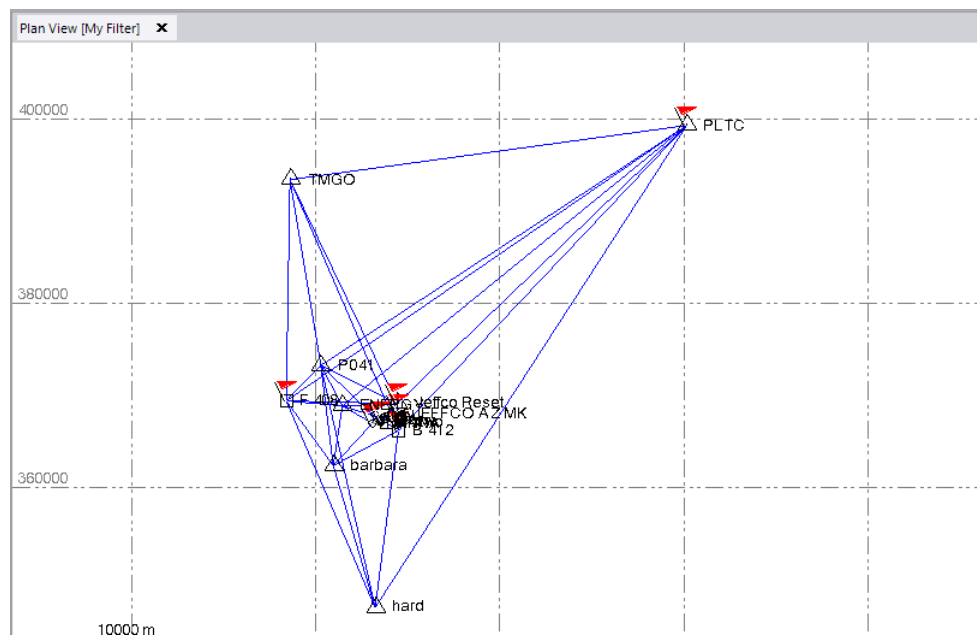 Plan View [My Filter]
400000
PLTC
TMGO
380000
P041
F 408
Jeffco Reset
JEFFCO AZ MK
B 412
barbara
360000
hard
10000 m